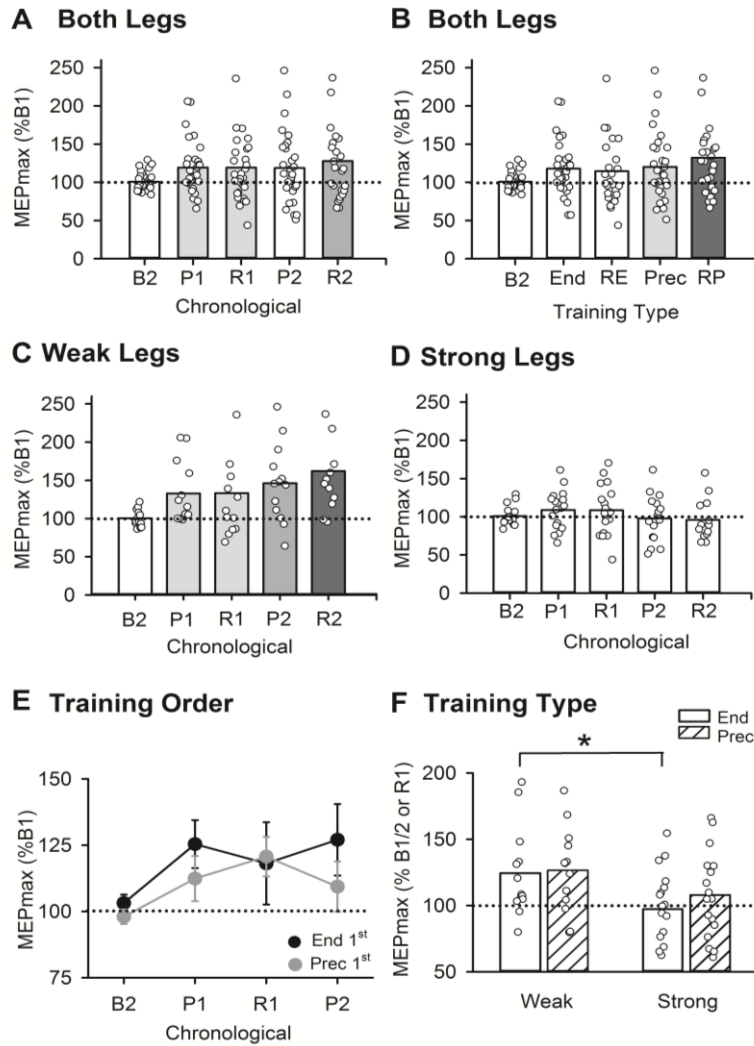 A Both Legs
MEPmax (%B1)
250
200
150
100
50
0
B2 P1 R1 P2 R2
Chronological
B Both Legs
MEPmax (%B1)
250
200
150
100
50
0
B2 End RE Prec RP
Training Type
C Weak Legs
MEPmax (%B1)
250
200
150
100
50
0
B2 P1 R1 P2 R2
Chronological
D Strong Legs
MEPmax (%B1)
250
200
150
100
50
0
B2 P1 R1 P2 R2
Chronological
E Training Order
MEPmax (%B1)
150
125
100
75
End 1st
Prec 1st
B2 P1 R1 P2
Chronological
F Training Type
End
Prec
*
MEPmax (% B1/2 or R1)
200
150
100
50
Weak Strong